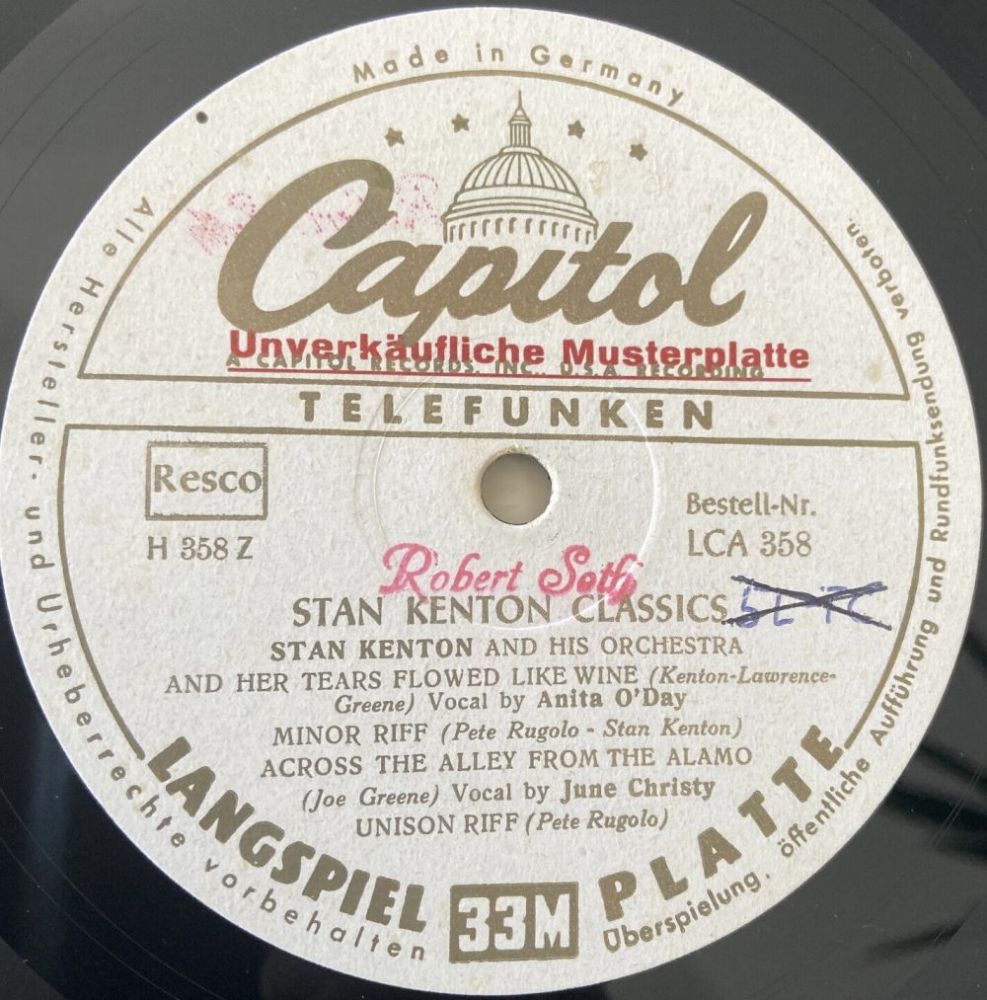 Made in Germany
Capitol
Unverkäufliche Musterplatte
A CAPITOL RECORDS, INC., U.S.A. RECORDING
TELEFUNKEN
Resco
H 358 Z
Bestell-Nr.
LCA 358
Robert
STAN KENTON CLASSICS
STAN KENTON AND HIS ORCHESTRA
AND HER TEARS FLOWED LIKE WINE (Kenton-Lawrence-
Greene) Vocal by Anita O'Day
MINOR RIFF (Pete Rugolo - Stan Kenton)
ACROSS THE ALLEY FROM THE ALAMO
(Joe Greene) Vocal by June Christy
UNISON RIFF (Pete Rugolo)
LANGSPIEL 33M PLATTE
Alle Hersteller- und Urheberrechte vorbehalten
Überspielung, öffentliche Aufführung und Rundfunksendung verboten.